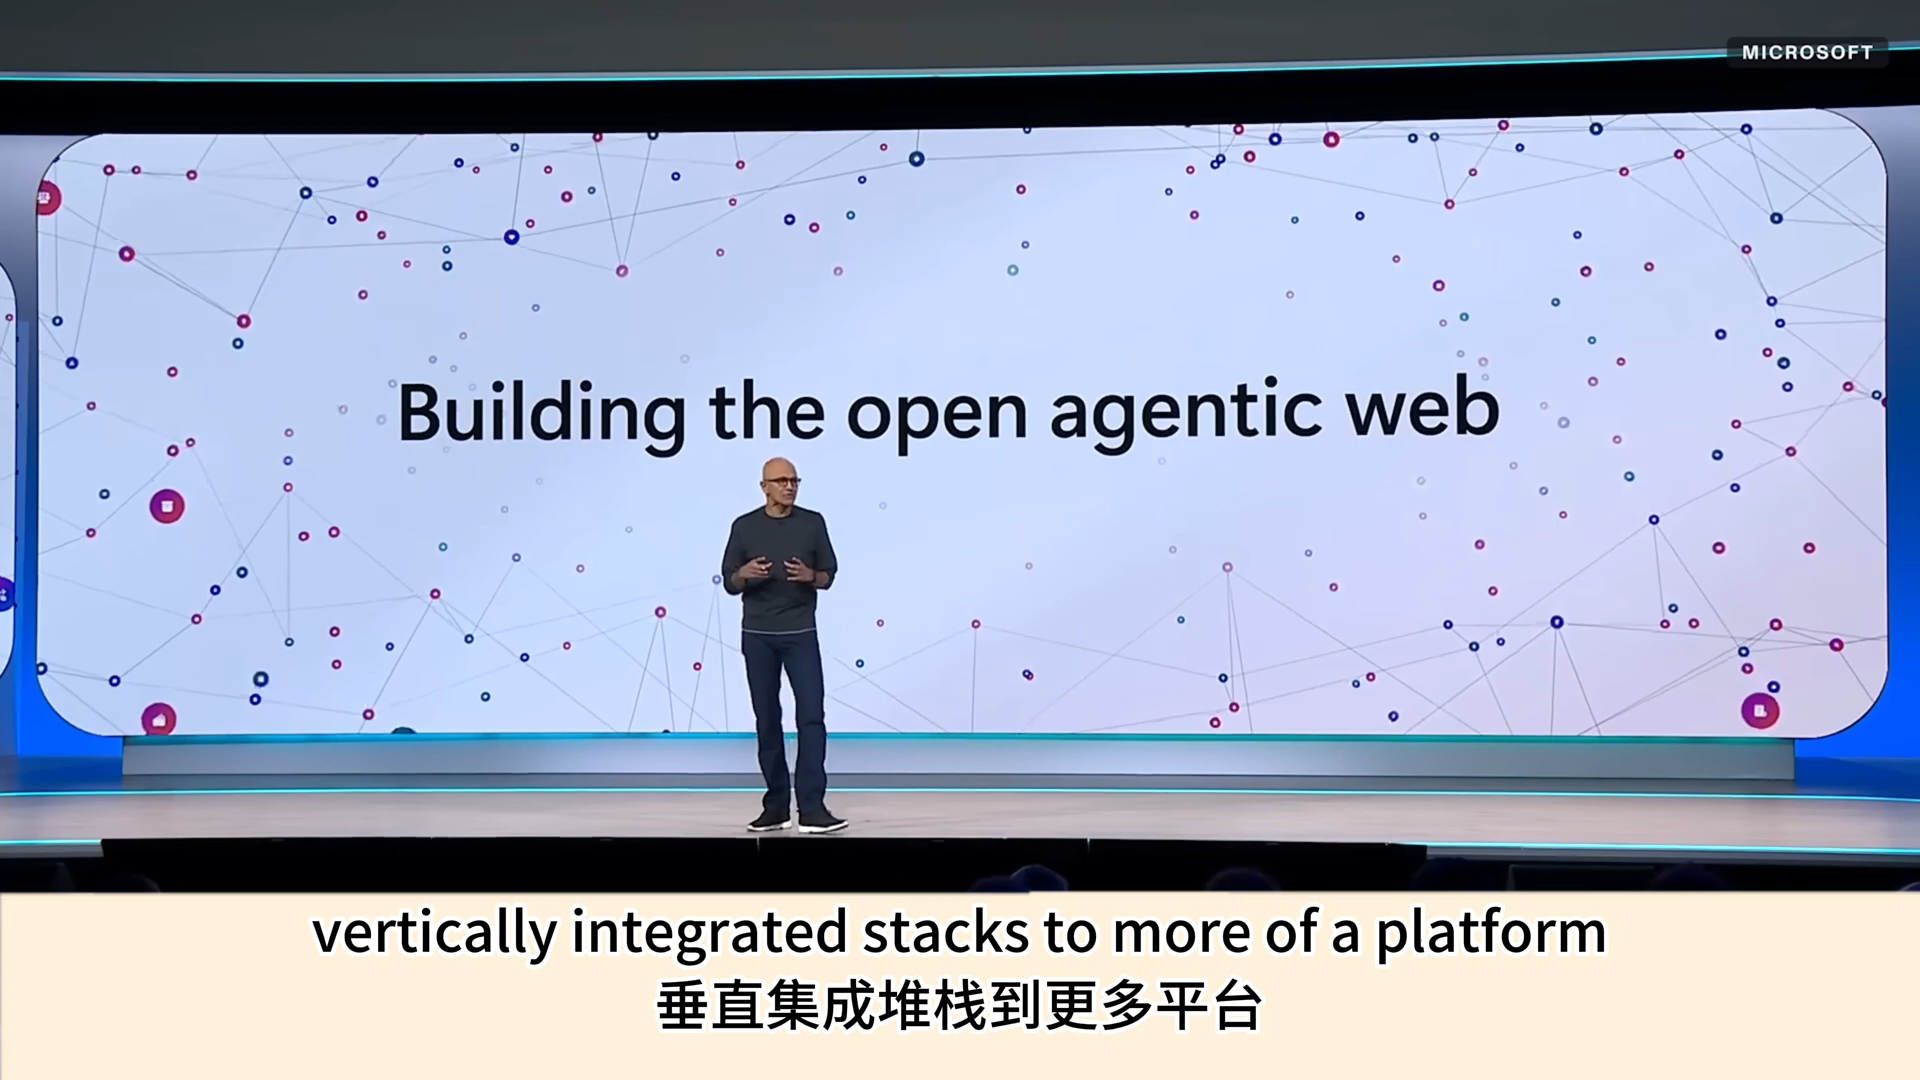 MICROSOFT
Building the open agentic web
vertically integrated stacks to more of a platform
垂直集成堆栈到更多平台